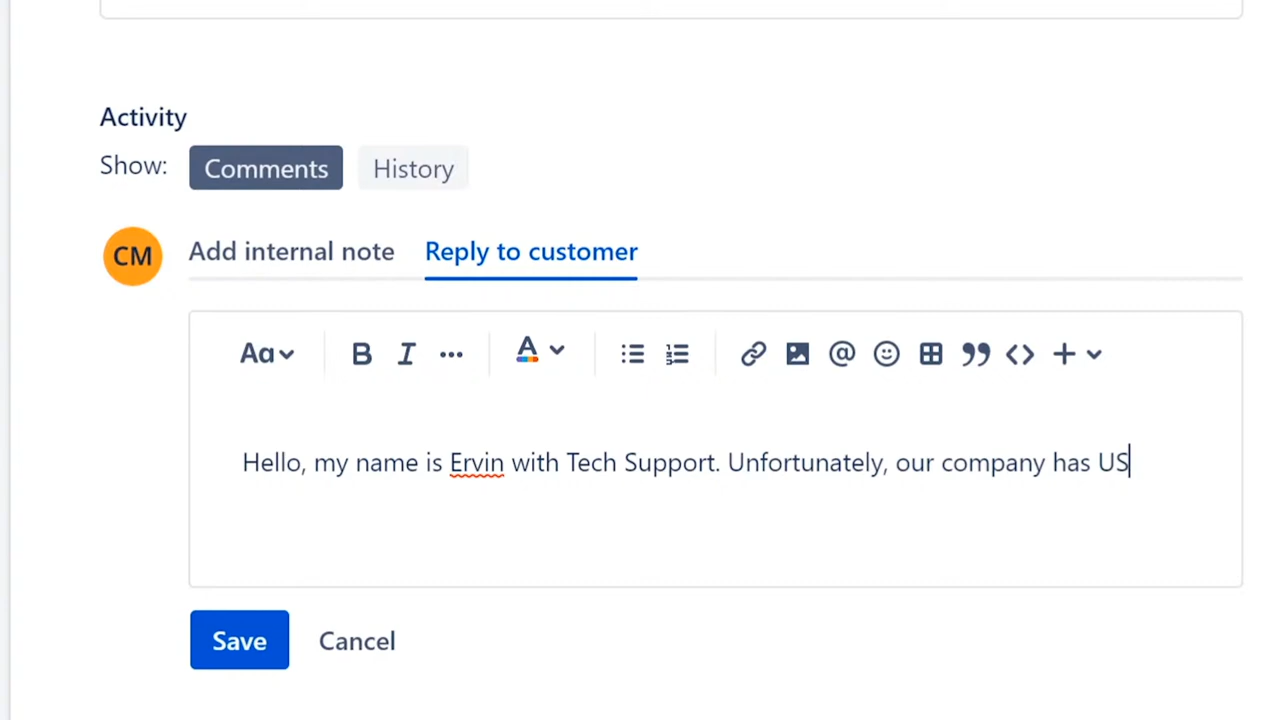 Activity
Show: Comments History
CM Add internal note Reply to customer
Aa B I ... A @ <> +
Hello, my name is Ervin with Tech Support. Unfortunately, our company has US
Save Cancel